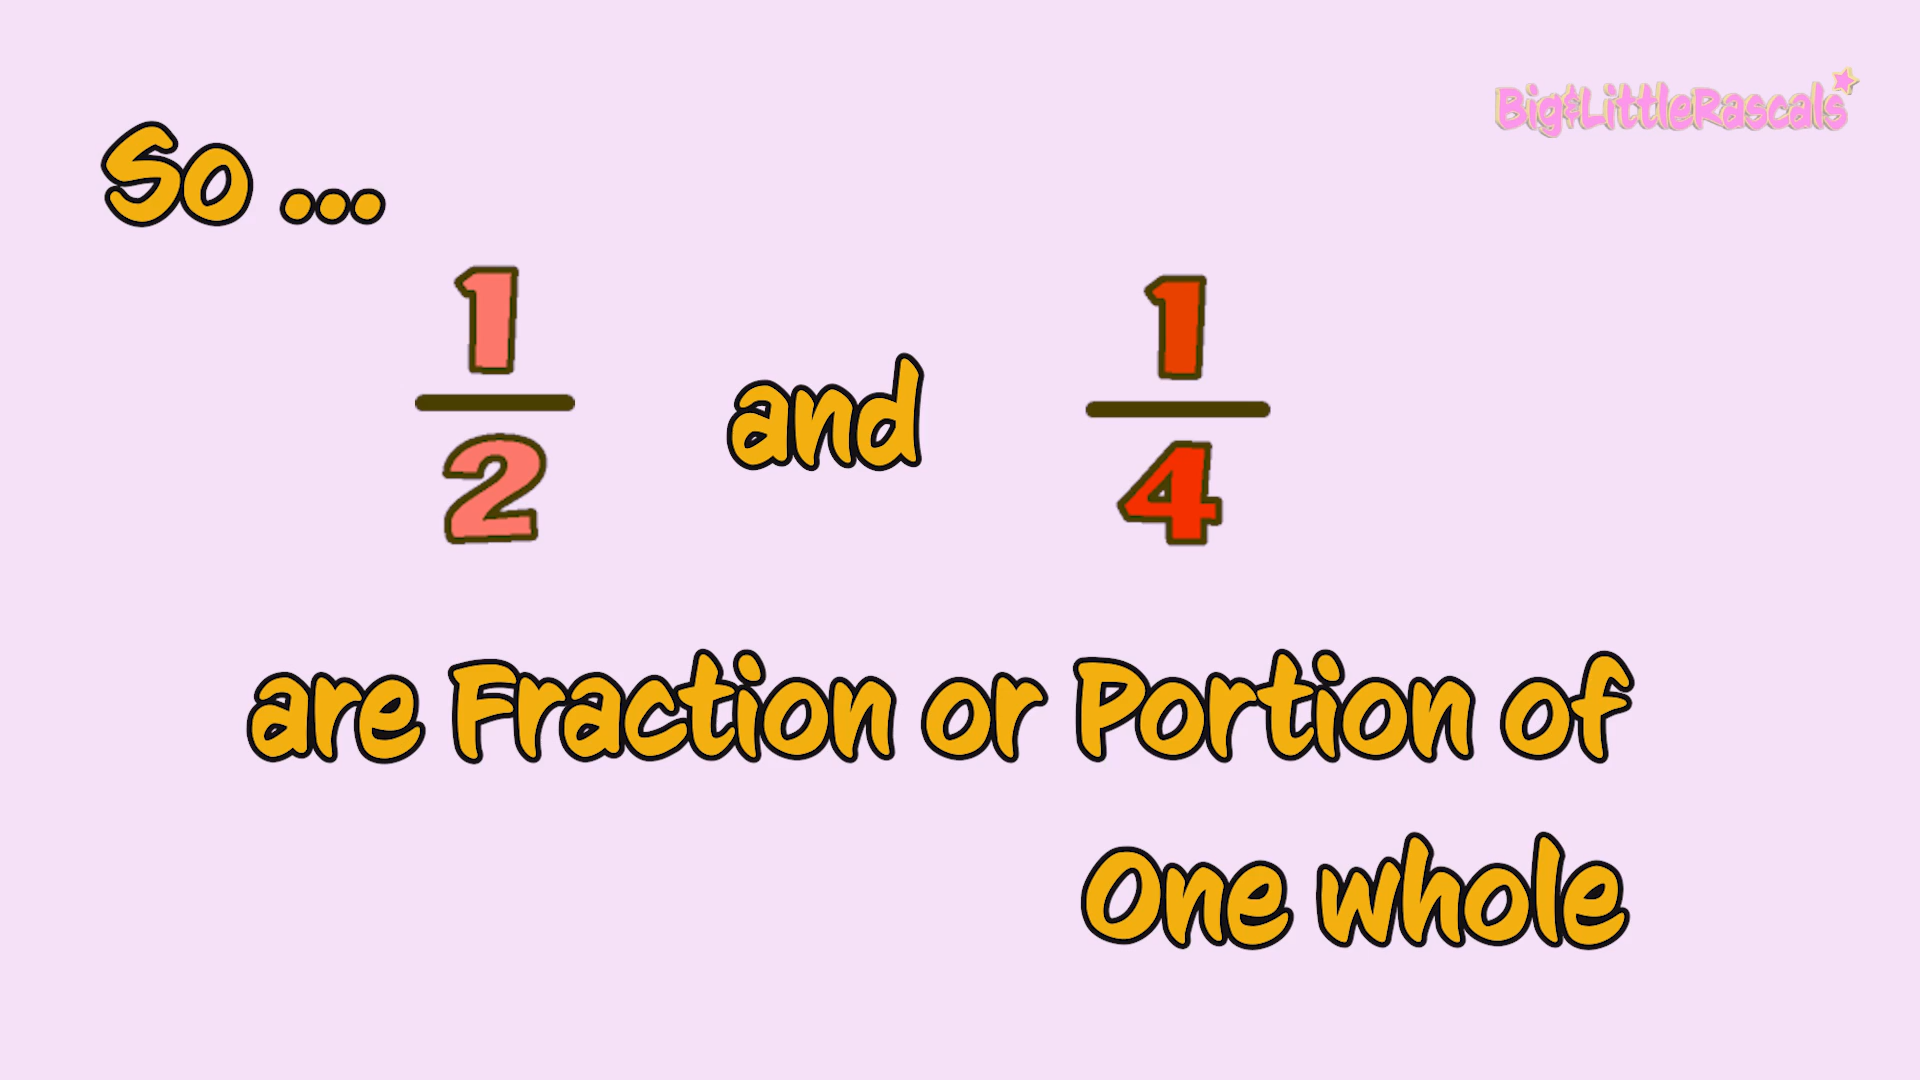 Big&LittleRascals
So ...
1
2
and
1
4
are Fraction or Portion of
One whole